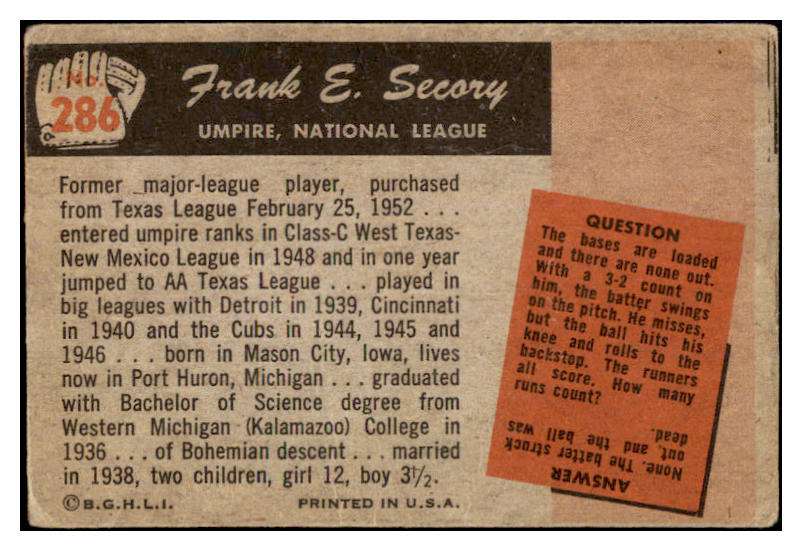 No.
286
Frank E. Secory
UMPIRE, NATIONAL LEAGUE
Former major-league player, purchased
from Texas League February 25, 1952 . . .
entered umpire ranks in Class-C West Texas-
New Mexico League in 1948 and in one year
jumped to AA Texas League . . . played in
big leagues with Detroit in 1939, Cincinnati
in 1940 and the Cubs in 1944, 1945 and
1946 . . . born in Mason City, Iowa, lives
now in Port Huron, Michigan . . . graduated
with Bachelor of Science degree from
Western Michigan (Kalamazoo) College in
1936 . . . of Bohemian descent . . . married
in 1938, two children, girl 12, boy 3½.
© B.G.H.L.I.
PRINTED IN U.S.A.
QUESTION
The bases are loaded
and there are none out.
With a 3-2 count on
him, the batter swings
on the pitch. He misses,
but the ball hits his
knee and rolls to the
backstop. The runners
all score. How many
runs count?
ANSWER
None. The batter struck
out, and the ball was
dead.